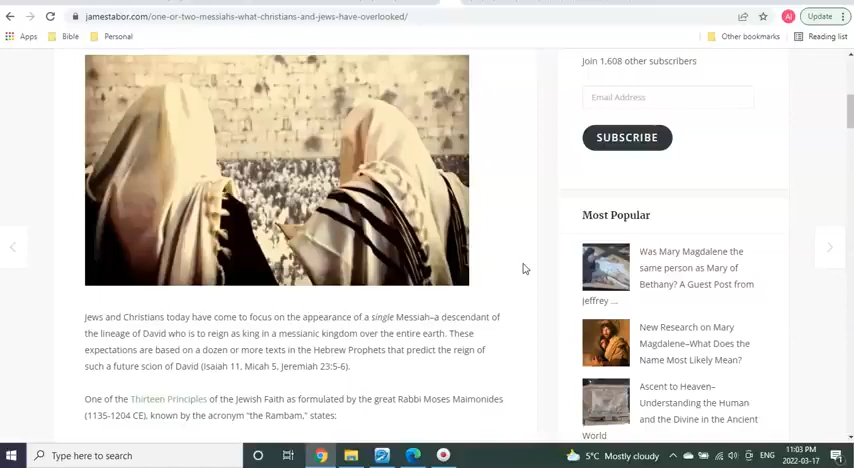 jamestabor.com/one-or-two-messiahs-what-christians-and-jews-have-overlooked/
AI
Update
Apps
Bible
Personal
Other bookmarks
Reading list
Join 1,608 other subscribers
Email Address
SUBSCRIBE
Most Popular
Was Mary Magdalene the
same person as Mary of
Bethany? A Guest Post from
Jeffrey ...
New Research on Mary
Magdalene–What Does the
Name Most Likely Mean?
Ascent to Heaven–
Understanding the Human
and the Divine in the Ancient
World
Jews and Christians today have come to focus on the appearance of a single Messiah–a descendant of
the lineage of David who is to reign as king in a messianic kingdom over the entire earth. These
expectations are based on a dozen or more texts in the Hebrew Prophets that predict the reign of
such a future scion of David (Isaiah 11, Micah 5, Jeremiah 23:5-6).
One of the Thirteen Principles of the Jewish Faith as formulated by the great Rabbi Moses Maimonides
(1135-1204 CE), known by the acronym “the Rambam,” states:
Type here to search
5°C Mostly cloudy
ENG
11:03 PM
2022-03-17